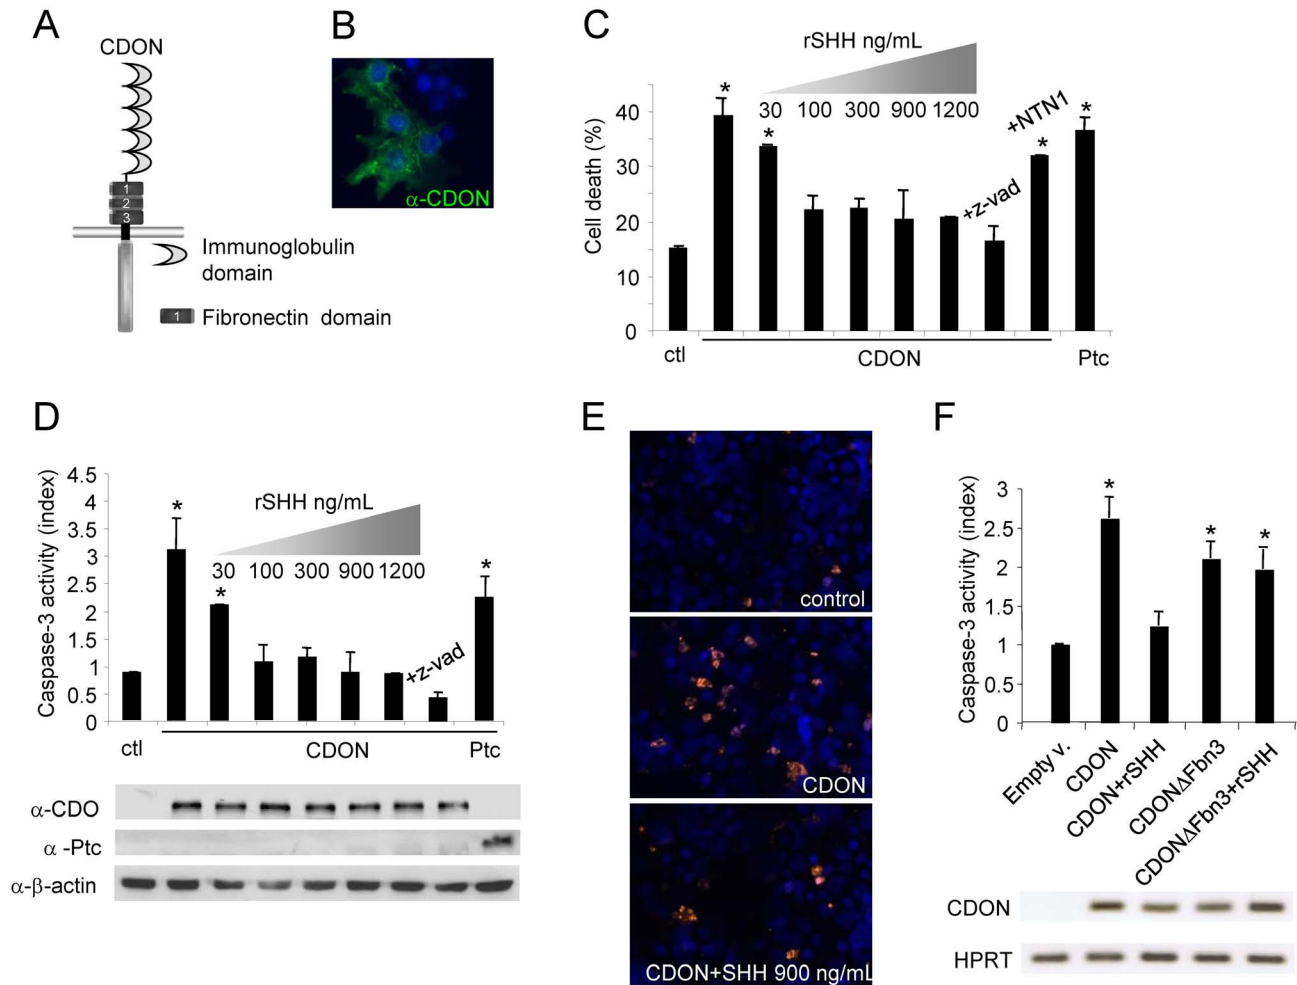 A
CDON
1
2
3
Immunoglobulin
domain
1 Fibronectin domain
B
α-CDON
C
rSHH ng/mL
30 100 300 900 1200
+z-vad
+NTN1
* * * *
Cell death (%)
40
30
20
10
0
ctl CDON Ptc
D
Caspase-3 activity (index)
4.5
4
3.5
3
2.5
2
1.5
1
0.5
0
rSHH ng/mL
30 100 300 900 1200
* * *
+z-vad
ctl CDON Ptc
α-CDO
α -Ptc
α-β-actin
E
control
CDON
CDON+SHH 900 ng/mL
F
Caspase-3 activity (index)
3
2.5
2
1.5
1
0.5
0
* * *
Empty v.
CDON
CDON+rSHH
CDONΔFbn3
CDONΔFbn3+rSHH
CDON
HPRT